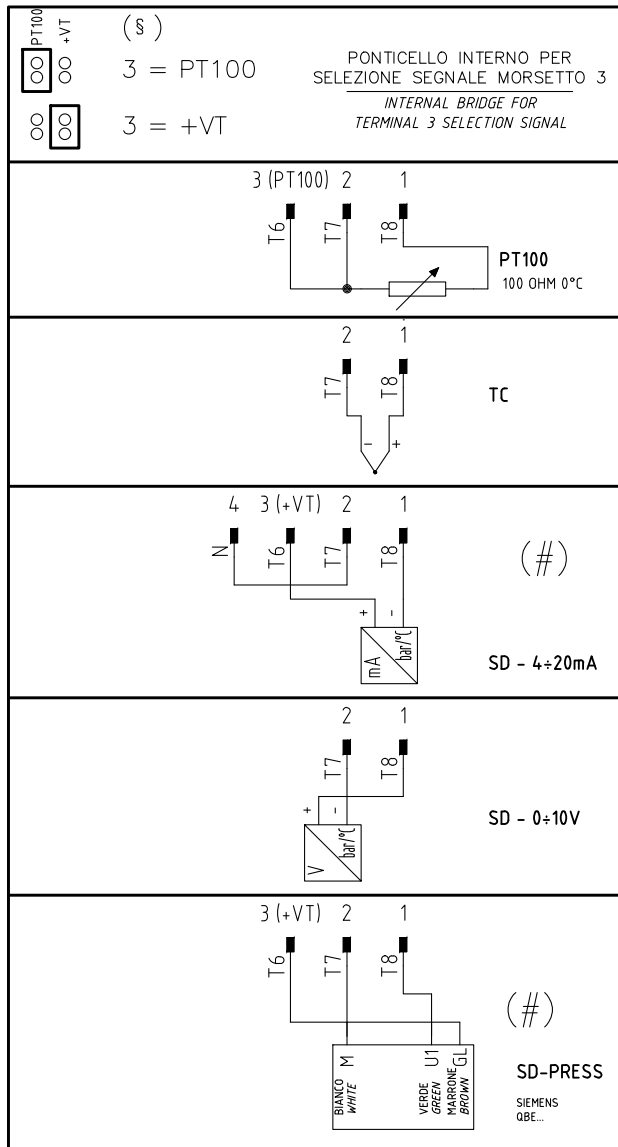 PT100
+VT
(§)
3 = PT100
3 = +VT
PONTICELLO INTERNO PER
SELEZIONE SEGNALE MORSETTO 3
INTERNAL BRIDGE FOR
TERMINAL 3 SELECTION SIGNAL
3 (PT100) 2 1
T6 T7 T8
PT100
100 OHM 0°C
2 1
T7 T8
TC
- +
4 3 (+VT) 2 1
N T6 T7 T8
(#)
+ -
mA bar/°C
SD - 4÷20mA
2 1
T7 T8
+ -
V bar/°C
SD - 0÷10V
3 (+VT) 2 1
T6 T7 T8
(#)
M U1 GL
BIANCO
WHITE
VERDE
GREEN
MARRONE
BROWN
SD-PRESS
SIEMENS
QBE...